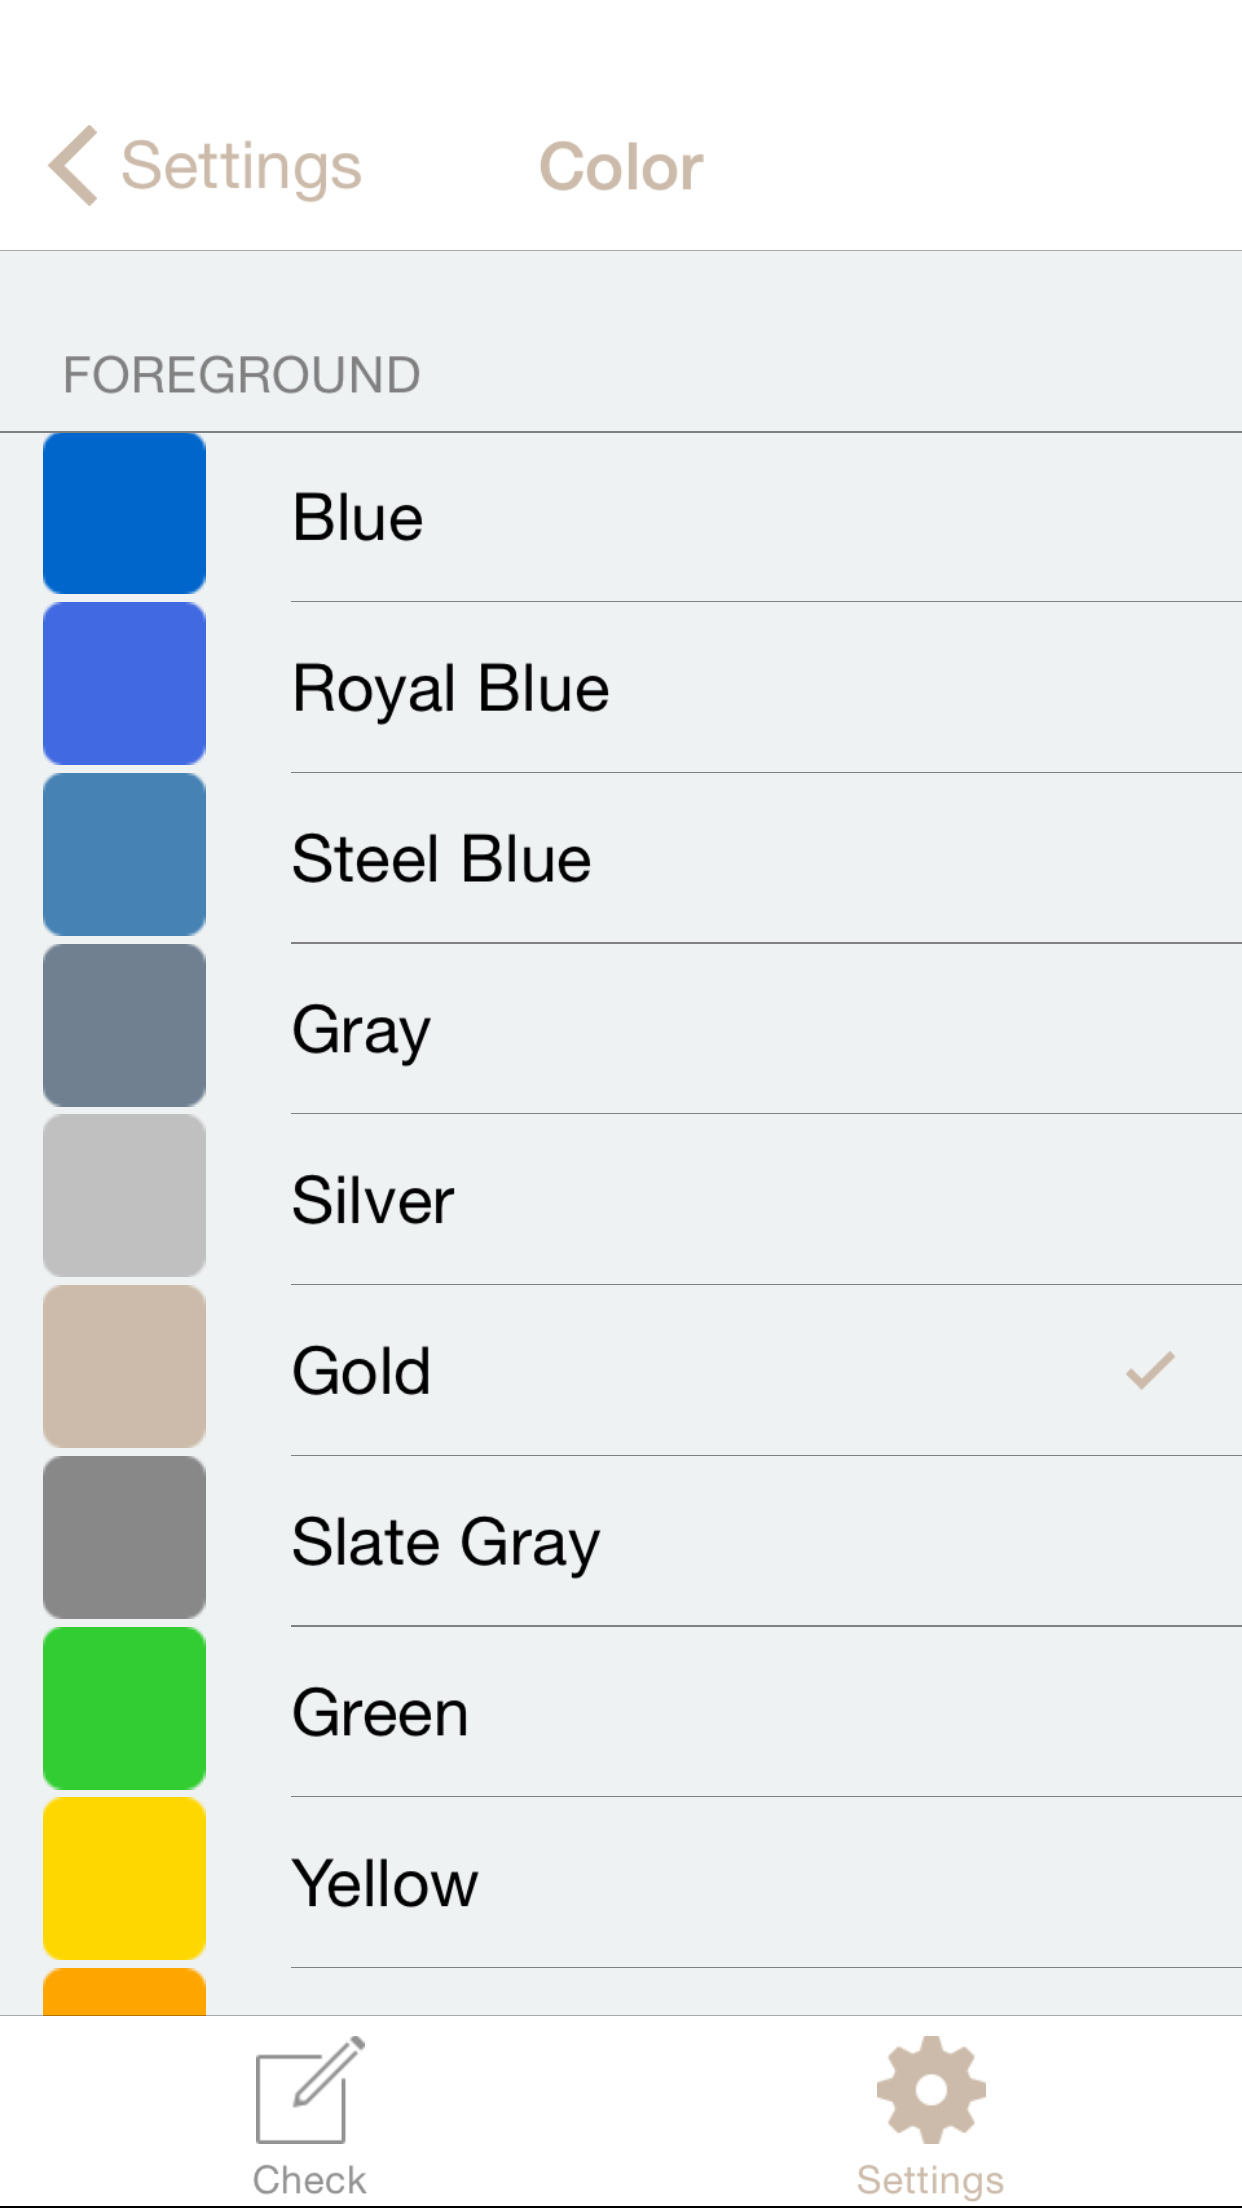 Settings
Color
FOREGROUND
Blue
Royal Blue
Steel Blue
Gray
Silver
Gold
Slate Gray
Green
Yellow
Check
Settings